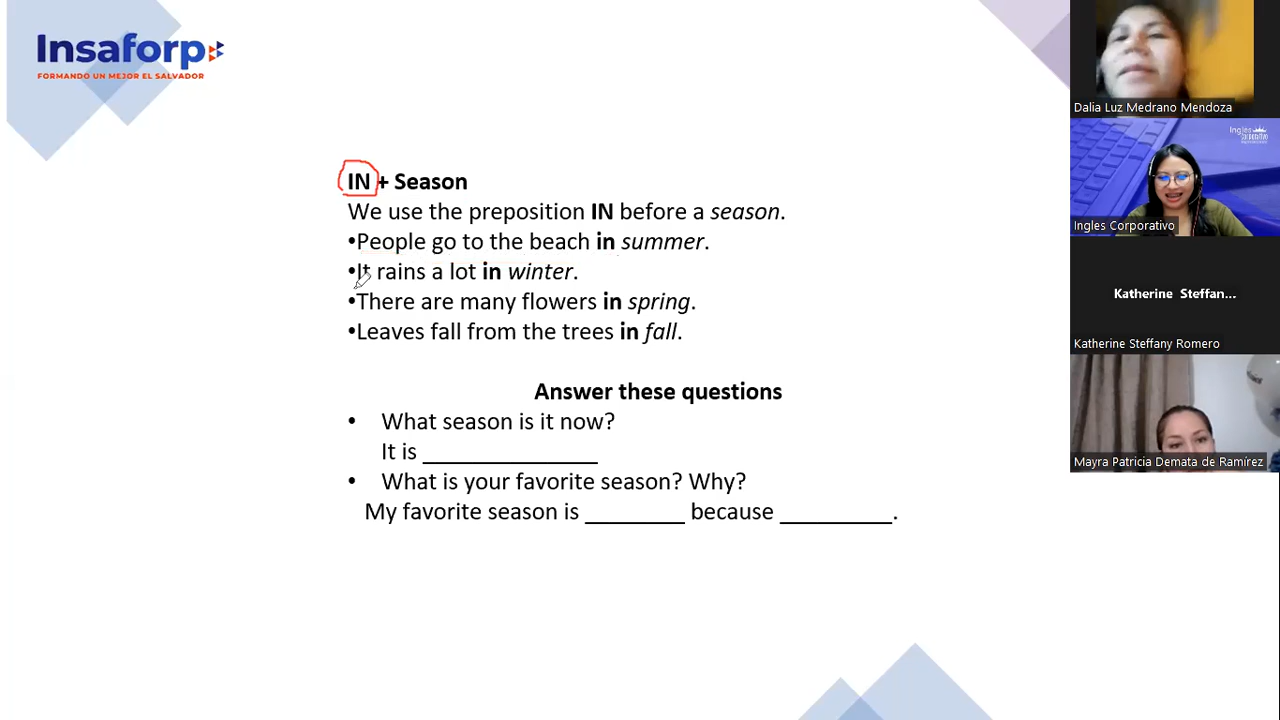 Insaforp
FORMANDO UN MEJOR EL SALVADOR
IN + Season
We use the preposition IN before a season.
•People go to the beach in summer.
•It rains a lot in winter.
•There are many flowers in spring.
•Leaves fall from the trees in fall.
Answer these questions
• What season is it now?
It is _______________
• What is your favorite season? Why?
My favorite season is _________ because __________.
Dalia Luz Medrano Mendoza
Ingles
CORPORATIVO
Ingles Corporativo
Katherine Steffan...
Katherine Steffany Romero
Mayra Patricia Demata de Ramírez